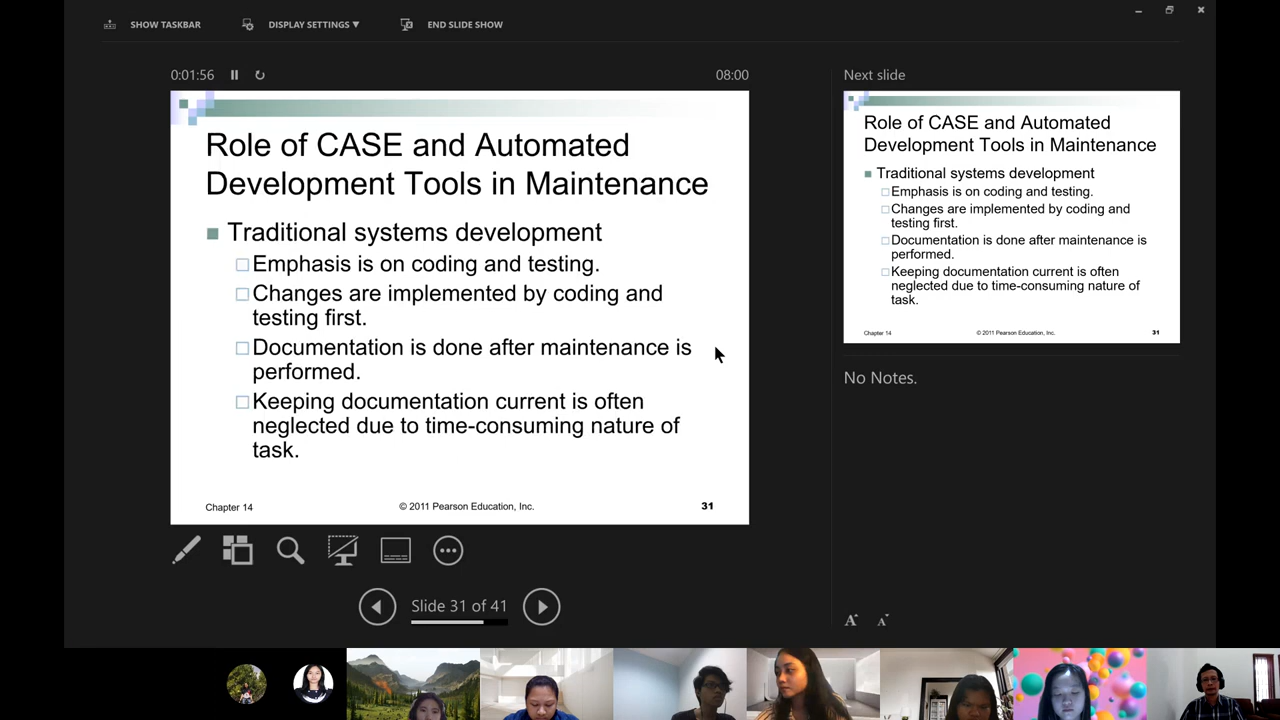 SHOW TASKBAR
DISPLAY SETTINGS ▼
END SLIDE SHOW
0:01:56
08:00
Role of CASE and Automated
Development Tools in Maintenance
Traditional systems development
Emphasis is on coding and testing.
Changes are implemented by coding and
testing first.
Documentation is done after maintenance is
performed.
Keeping documentation current is often
neglected due to time-consuming nature of
task.
Chapter 14
© 2011 Pearson Education, Inc.
31
Slide 31 of 41
Next slide
Role of CASE and Automated
Development Tools in Maintenance
Traditional systems development
Emphasis is on coding and testing.
Changes are implemented by coding and
testing first.
Documentation is done after maintenance is
performed.
Keeping documentation current is often
neglected due to time-consuming nature of
task.
Chapter 14
© 2011 Pearson Education, Inc.
31
No Notes.
A A